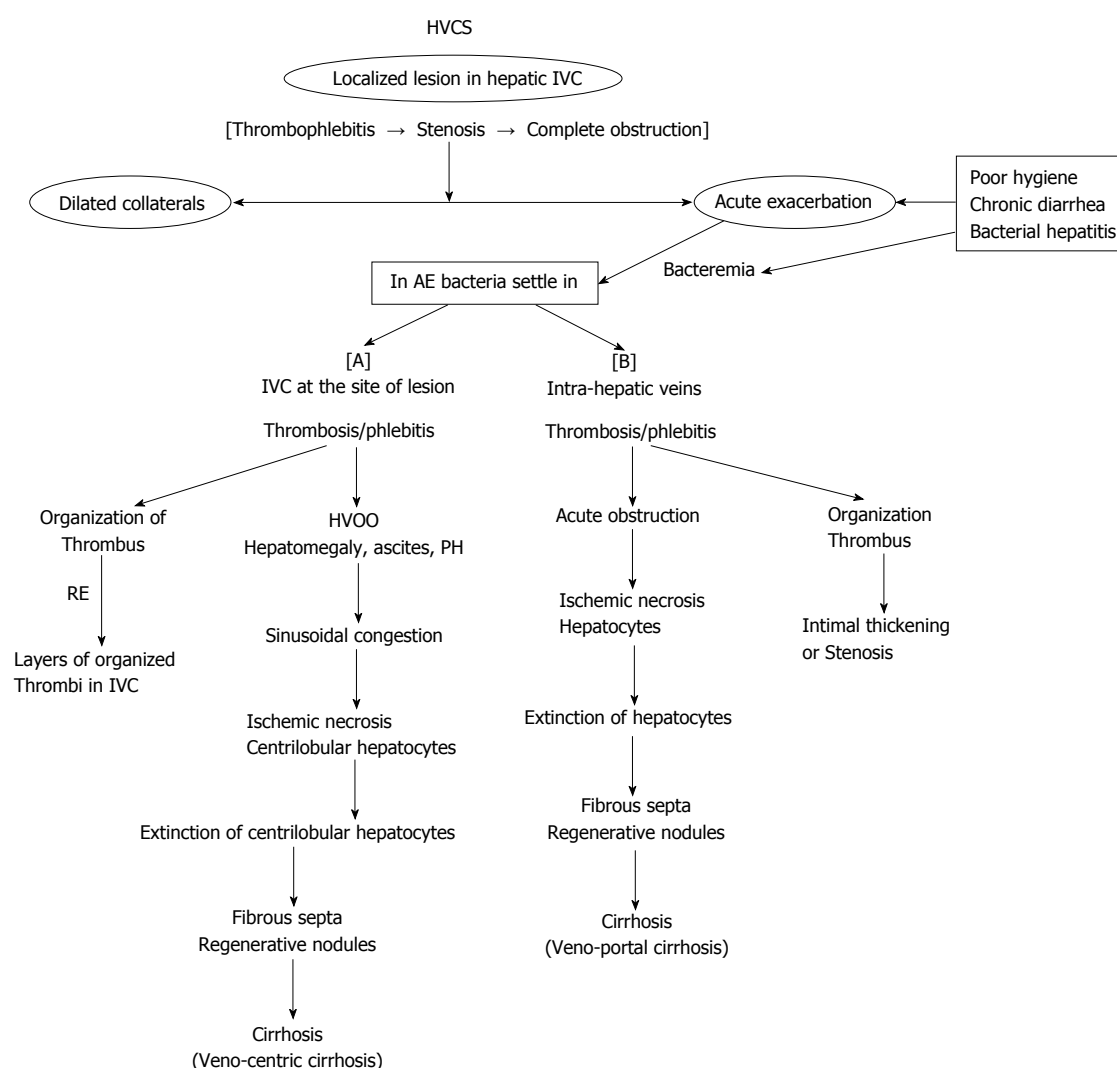 HVCS
Localized lesion in hepatic IVC
[Thrombophlebitis → Stenosis → Complete obstruction]
Dilated collaterals
Acute exacerbation
Poor hygiene
Chronic diarrhea
Bacterial hepatitis
Bacteremia
In AE bacteria settle in
[A]
IVC at the site of lesion
Thrombosis/phlebitis
[B]
Intra-hepatic veins
Thrombosis/phlebitis
Organization of
Thrombus
RE
Layers of organized
Thrombi in IVC
HVOO
Hepatomegaly, ascites, PH
Sinusoidal congestion
Ischemic necrosis
Centrilobular hepatocytes
Extinction of centrilobular hepatocytes
Fibrous septa
Regenerative nodules
Cirrhosis
(Veno-centric cirrhosis)
Acute obstruction
Ischemic necrosis
Hepatocytes
Extinction of hepatocytes
Fibrous septa
Regenerative nodules
Cirrhosis
(Veno-portal cirrhosis)
Organization
Thrombus
Intimal thickening
or Stenosis